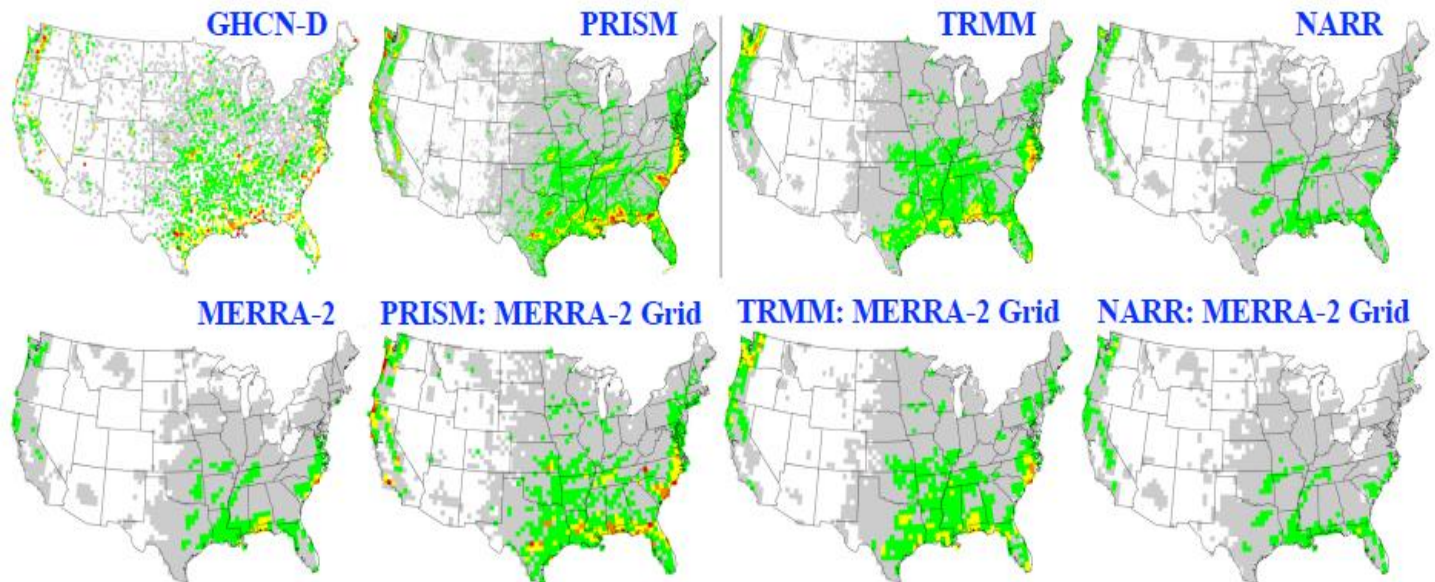 GHCN-D
PRISM
TRMM
NARR
MERRA-2
PRISM: MERRA-2 Grid
TRMM: MERRA-2 Grid
NARR: MERRA-2 Grid